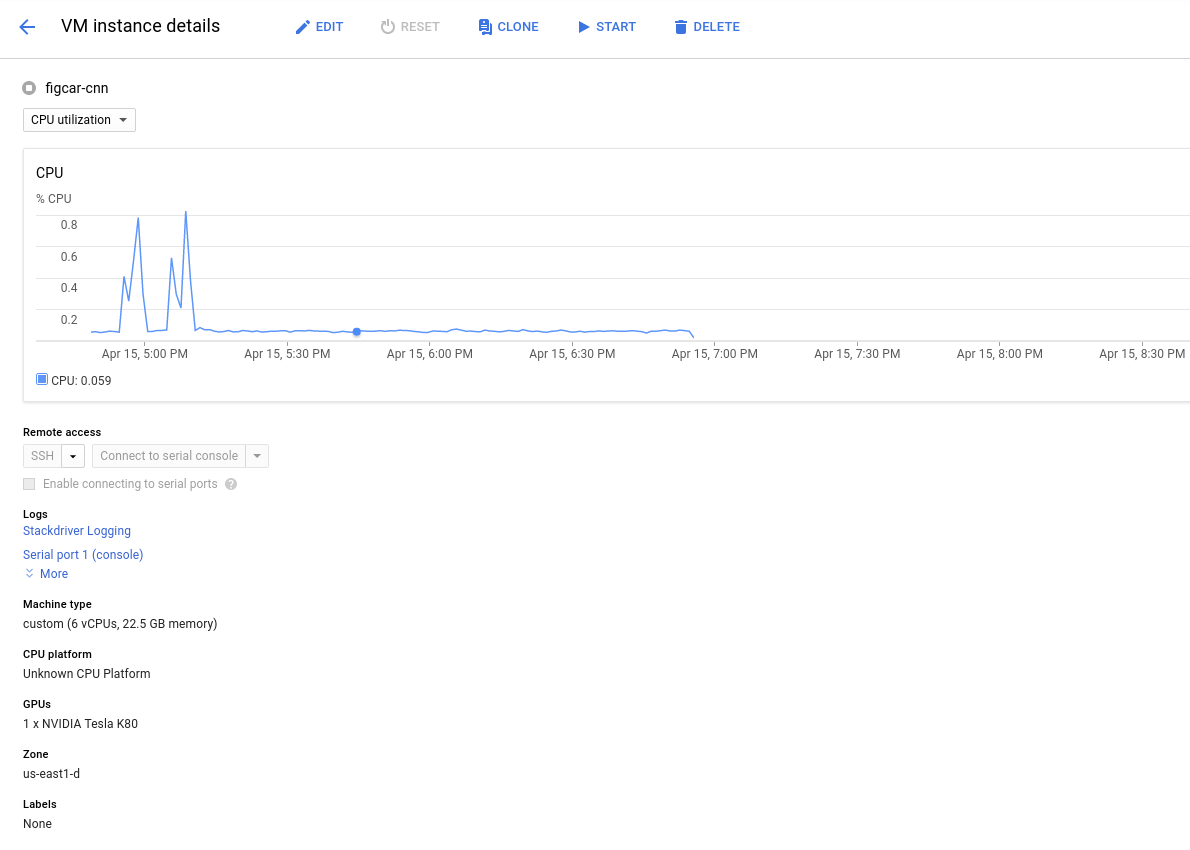 VM instance details EDIT RESET CLONE START DELETE
figcar-cnn
CPU utilization
CPU
% CPU
0.8
0.6
0.4
0.2
Apr 15, 5:00 PM Apr 15, 5:30 PM Apr 15, 6:00 PM Apr 15, 6:30 PM Apr 15, 7:00 PM Apr 15, 7:30 PM Apr 15, 8:00 PM Apr 15, 8:30 PM
CPU: 0.059
Remote access
SSH Connect to serial console
Enable connecting to serial ports ?
Logs
Stackdriver Logging
Serial port 1 (console)
More
Machine type
custom (6 vCPUs, 22.5 GB memory)
CPU platform
Unknown CPU Platform
GPUs
1 x NVIDIA Tesla K80
Zone
us-east1-d
Labels
None